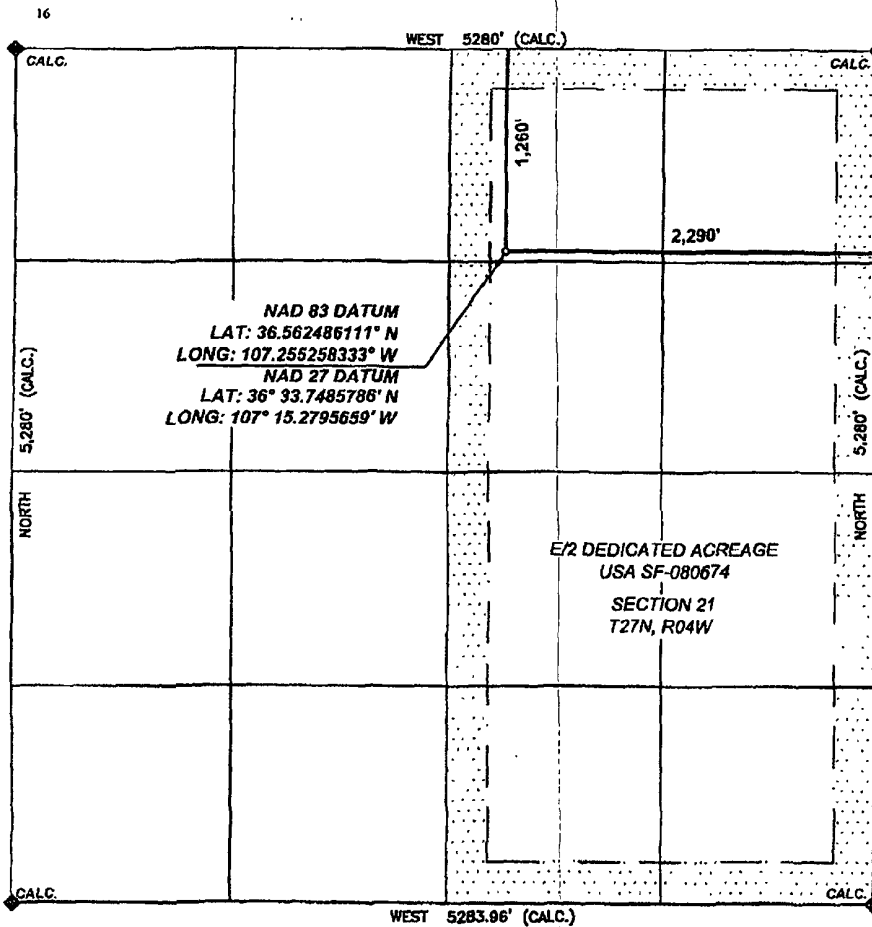 16
WEST 5280' (CALC.)
CALC.
CALC.
1,260'
2,290'
NAD 83 DATUM
LAT: 36.562486111° N
LONG: 107.255258333° W
NAD 27 DATUM
LAT: 36° 33.7485786' N
LONG: 107° 15.2795659' W
NORTH 5,280' (CALC.)
NORTH 5,280' (CALC.)
E/2 DEDICATED ACREAGE
USA SF-080674
SECTION 21
T27N, R04W
CALC.
CALC.
WEST 5283.96' (CALC.)